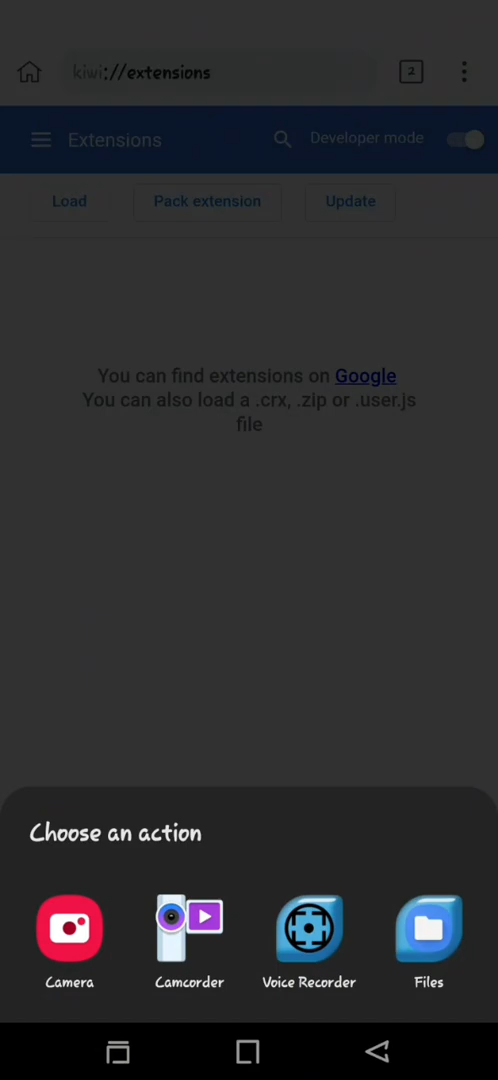 kiwi://extensions
2
Extensions
Developer mode
Load
Pack extension
Update
You can find extensions on Google
You can also load a .crx, .zip or .user.js
file
Choose an action
Camera
Camcorder
Voice Recorder
Files